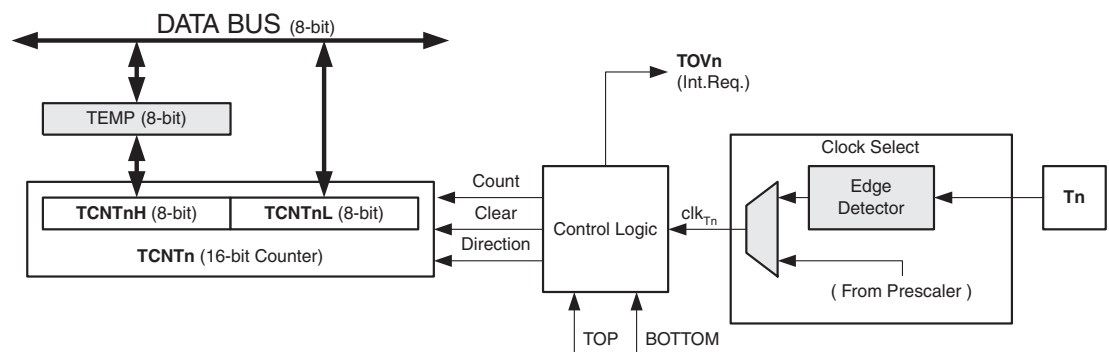 DATA BUS (8-bit)
TEMP (8-bit)
TCNTnH (8-bit)
TCNTnL (8-bit)
TCNTn (16-bit Counter)
Count
Clear
Direction
Control Logic
TOP
BOTTOM
TOVn
(Int.Req.)
clkTn
Clock Select
Edge
Detector
( From Prescaler )
Tn